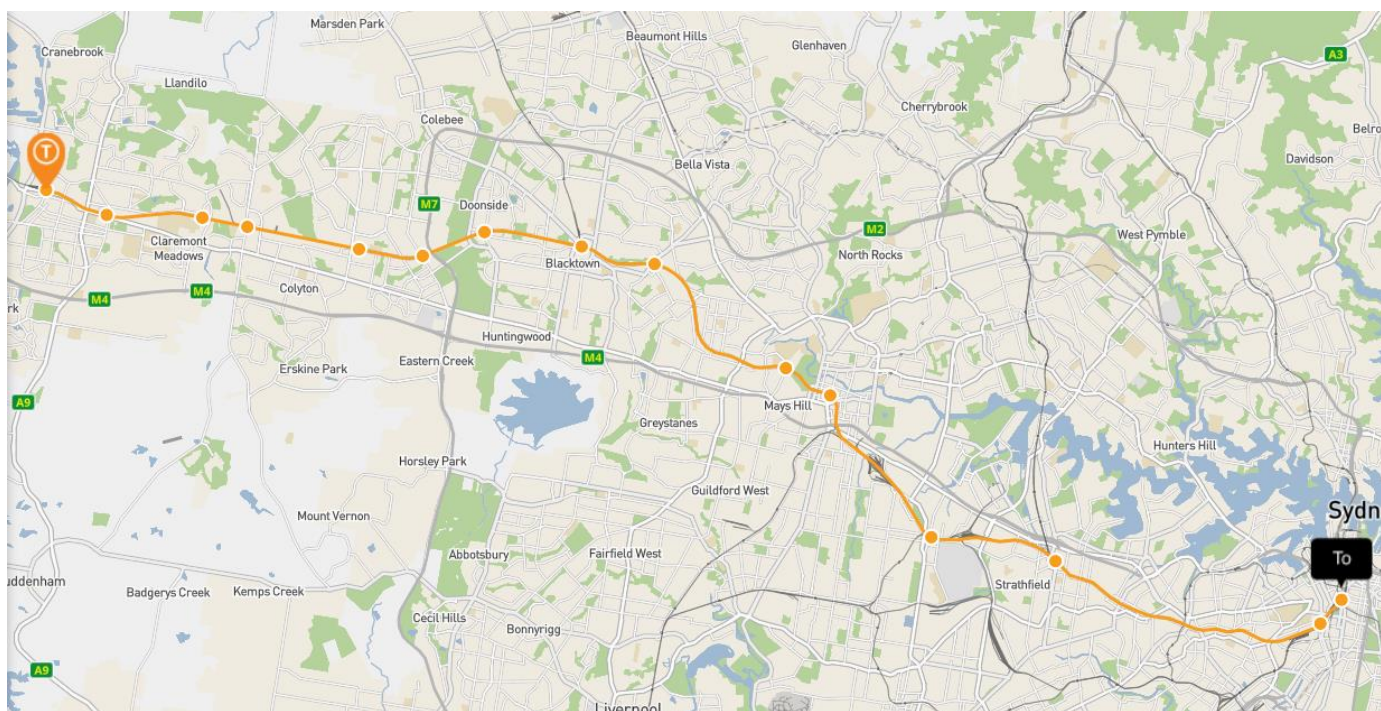 Marsden Park
Beaumont Hills
Glenhaven
Cranebrook
A3
Llandilo
Cherrybrook
Colebee
Belro
Bella Vista
Davidson
T
M7
Doonside
M2
West Pymble
Claremont
Meadows
Blacktown
North Rocks
M4
M4
Colyton
rk
Huntingwood
M4
Eastern Creek
Erskine Park
A9
Mays Hill
Greystanes
Hunters Hill
Horsley Park
Guildford West
Sydn
Mount Vernon
Abbotsbury
Fairfield West
To
uddenham
Badgerys Creek
Kemps Creek
Strathfield
Cecil Hills
Bonnyrigg
A9
Liverpool